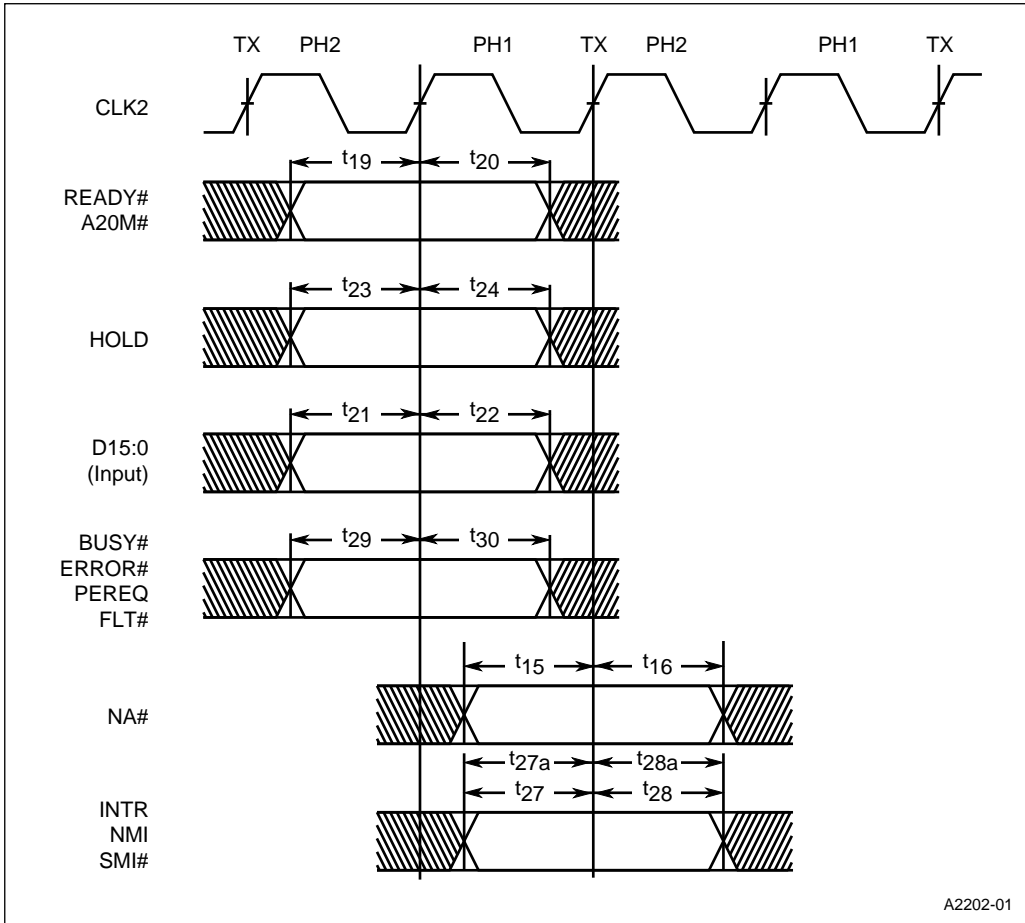 TX PH2 PH1 TX PH2 PH1 TX
CLK2
t19 t20
READY#
A20M#
t23 t24
HOLD
t21 t22
D15:0
(Input)
t29 t30
BUSY#
ERROR#
PEREQ
FLT#
t15 t16
NA#
t27a t28a
t27 t28
INTR
NMI
SMI#
A2202-01